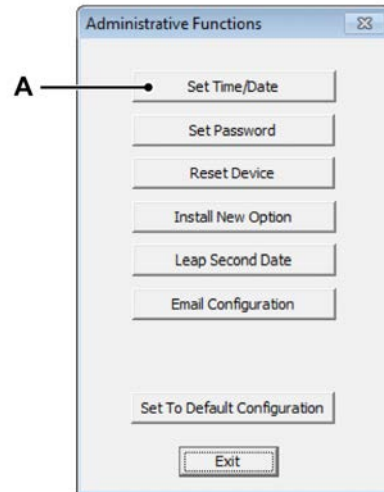 Administrative Functions
A
Set Time/Date
Set Password
Reset Device
Install New Option
Leap Second Date
Email Configuration
Set To Default Configuration
Exit